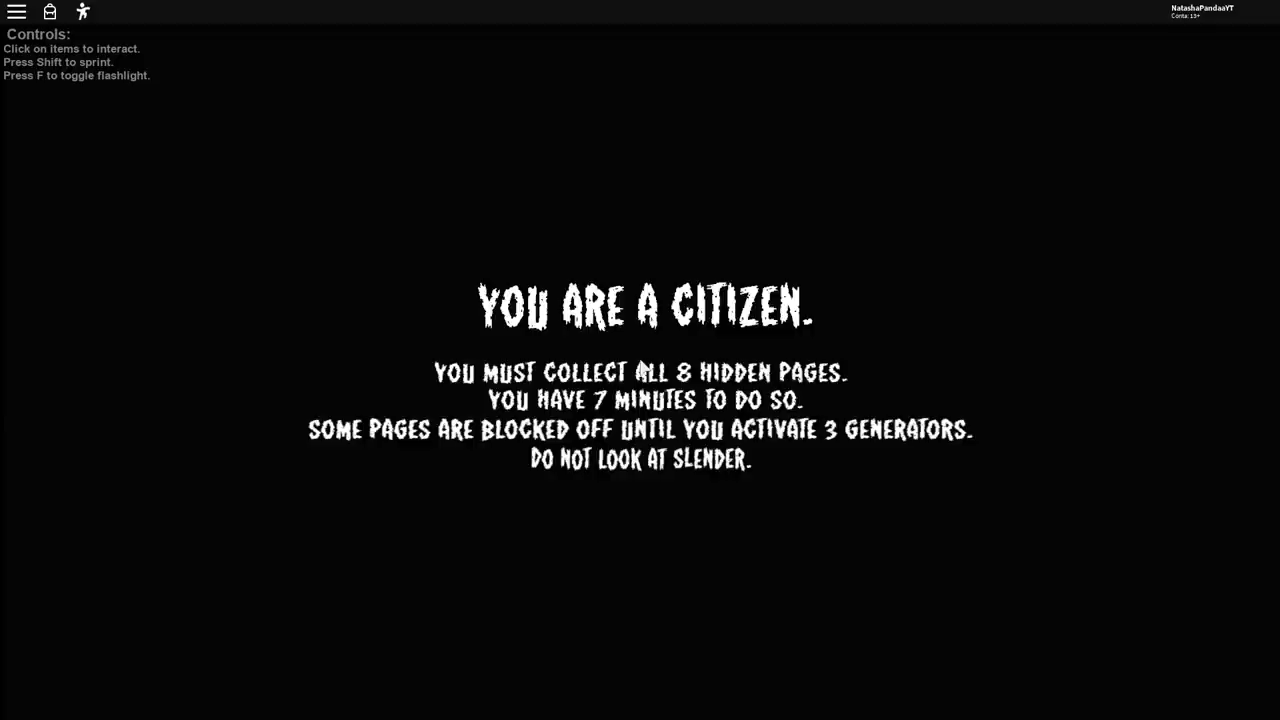 NatashaPandaaYT
Conta: 13+
Controls:
Click on items to interact.
Press Shift to sprint.
Press F to toggle flashlight.
YOU ARE A CITIZEN.
YOU MUST COLLECT ALL 8 HIDDEN PAGES.
YOU HAVE 7 MINUTES TO DO SO.
SOME PAGES ARE BLOCKED OFF UNTIL YOU ACTIVATE 3 GENERATORS.
DO NOT LOOK AT SLENDER.